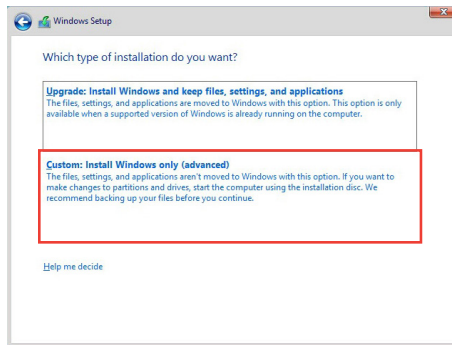 Windows Setup
Which type of installation do you want?
Upgrade: Install Windows and keep files, settings, and applications
The files, settings, and applications are moved to Windows with this option. This option is only
available when a supported version of Windows is already running on the computer.
Custom: Install Windows only (advanced)
The files, settings, and applications aren't moved to Windows with this option. If you want to
make changes to partitions and drives, start the computer using the installation disc. We
recommend backing up your files before you continue.
Help me decide